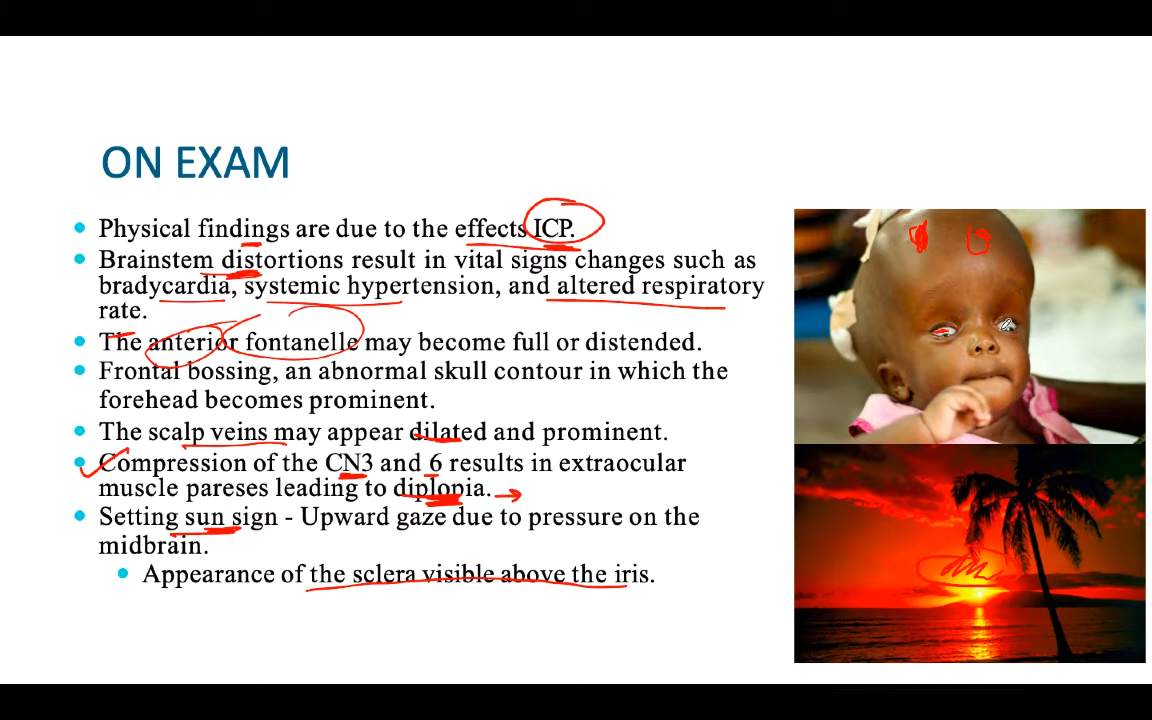 ON EXAM
Physical findings are due to the effects ICP.
Brainstem distortions result in vital signs changes such as
bradycardia, systemic hypertension, and altered respiratory
rate.
The anterior fontanelle may become full or distended.
Frontal bossing, an abnormal skull contour in which the
forehead becomes prominent.
The scalp veins may appear dilated and prominent.
Compression of the CN3 and 6 results in extraocular
muscle pareses leading to diplopia.
Setting sun sign - Upward gaze due to pressure on the
midbrain.
Appearance of the sclera visible above the iris.